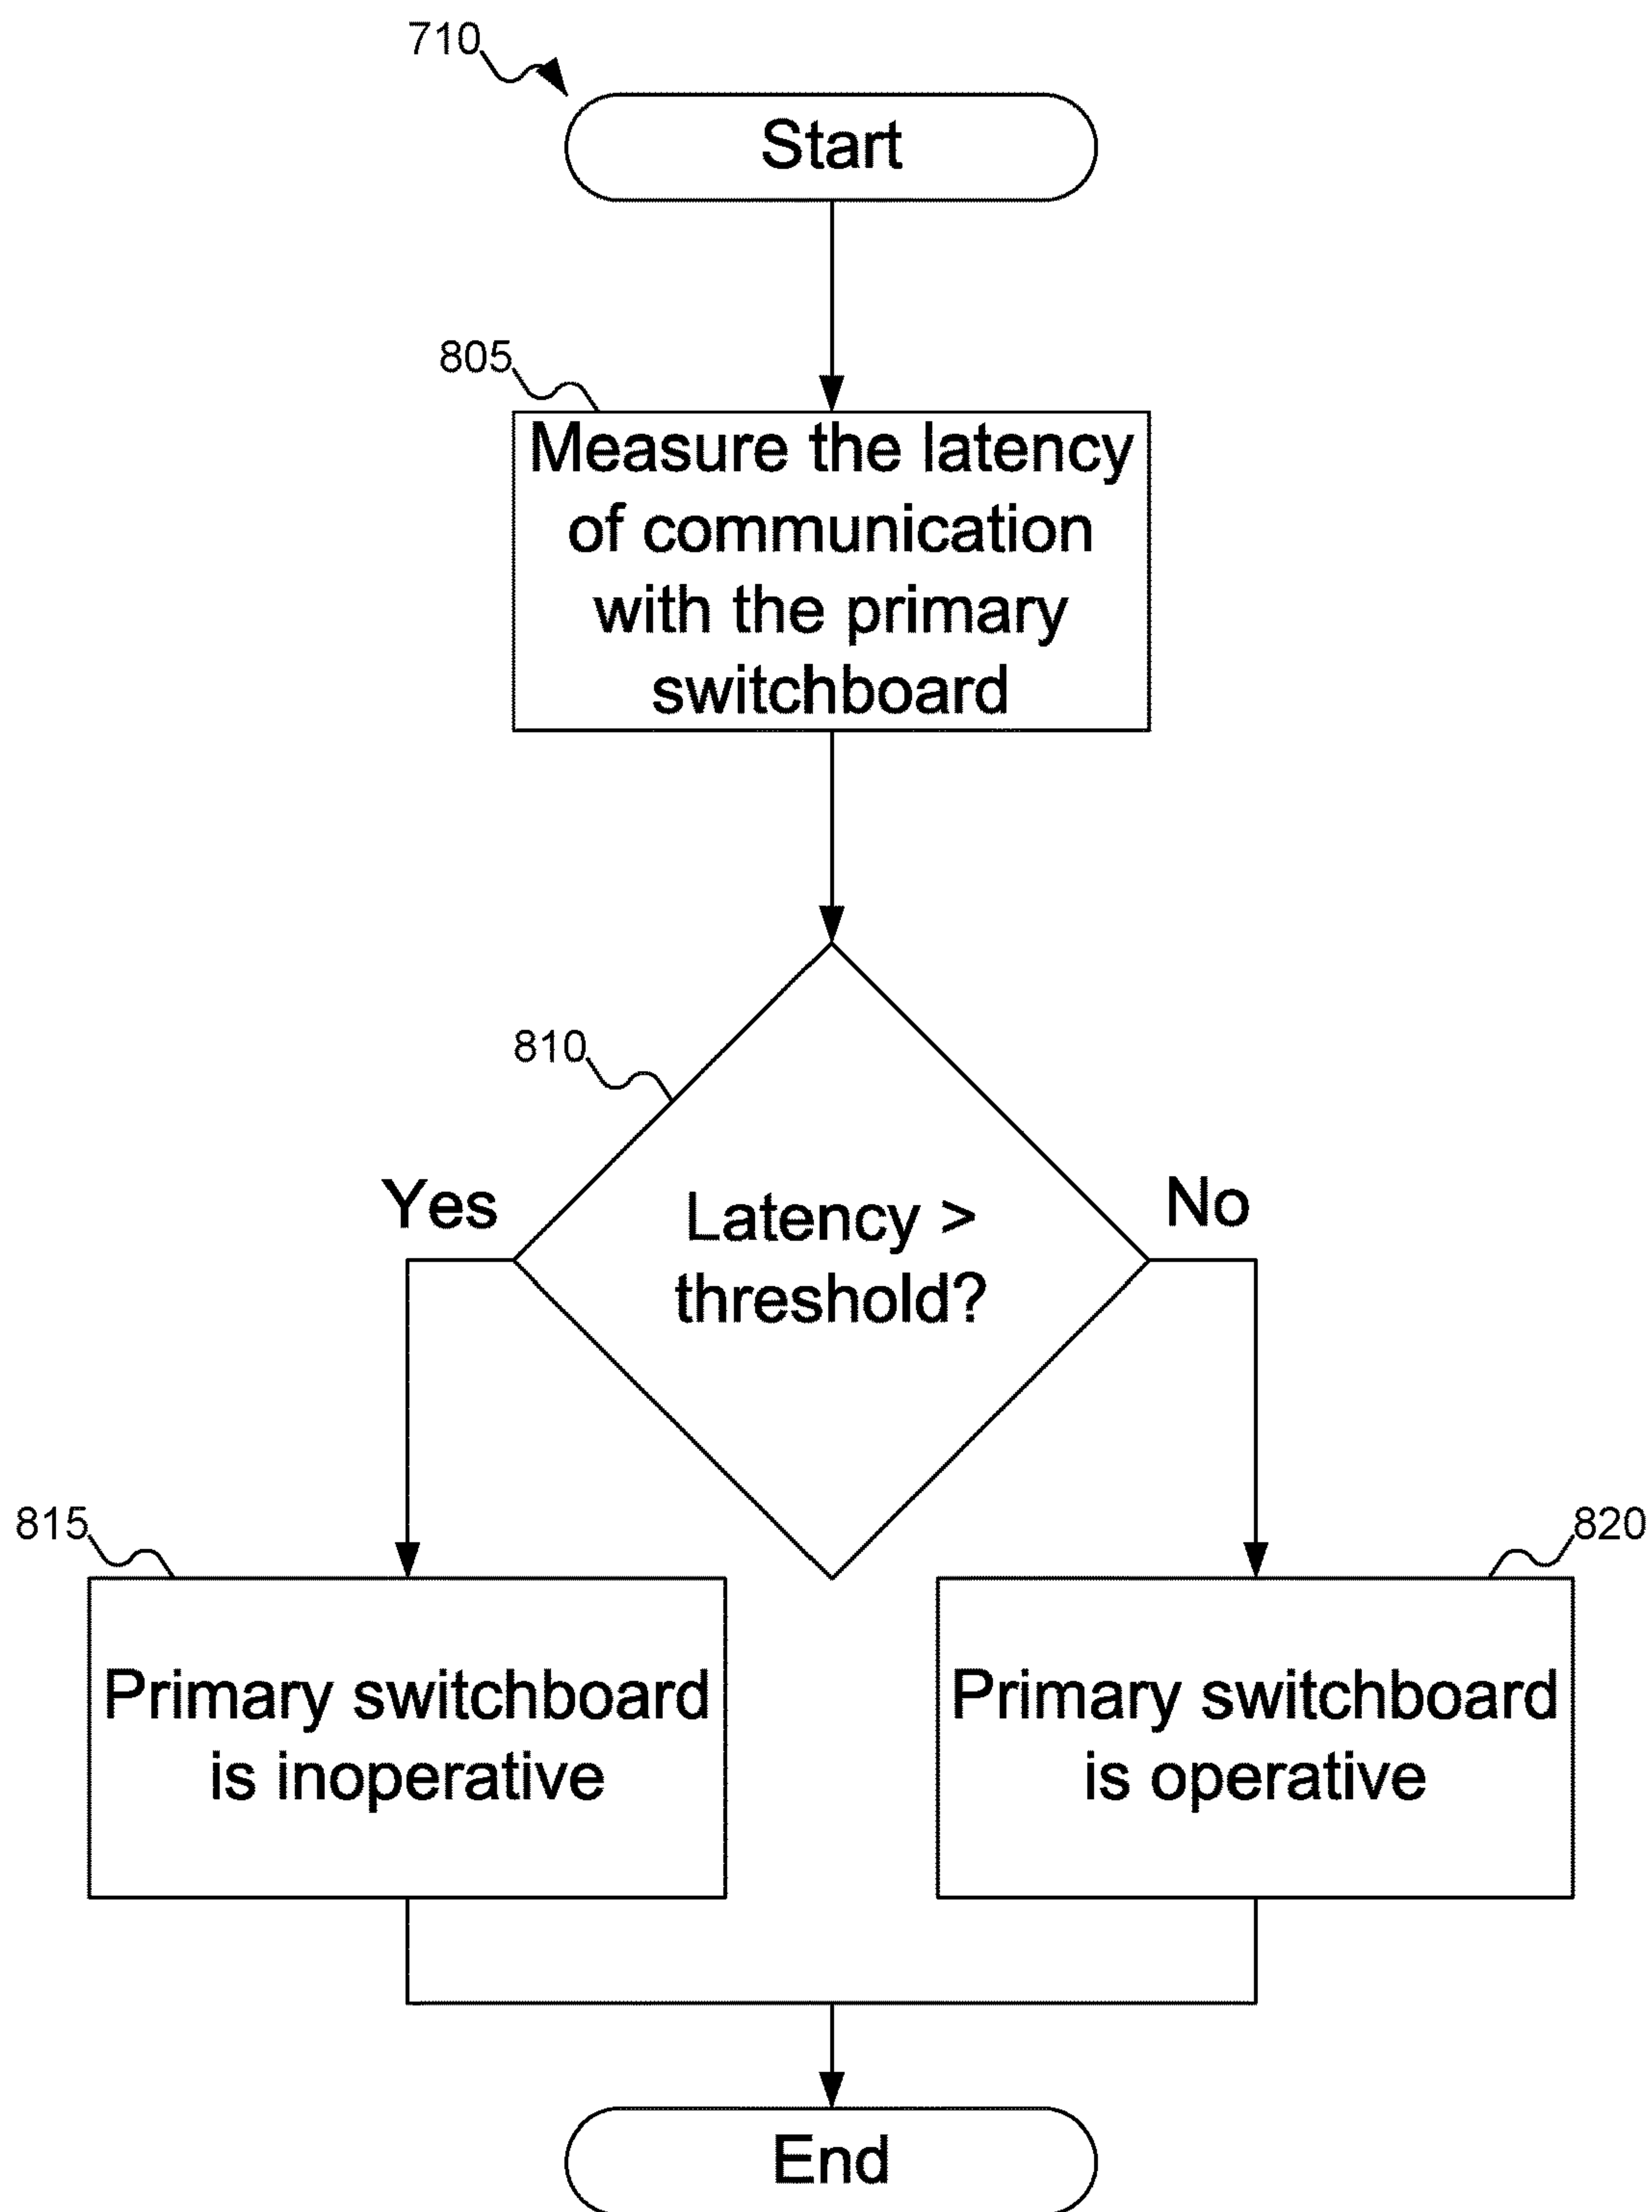 710
Start
805
Measure the latency
of communication
with the primary
switchboard
810
Yes
No
Latency >
threshold?
815
820
Primary switchboard
is inoperative
Primary switchboard
is operative
End